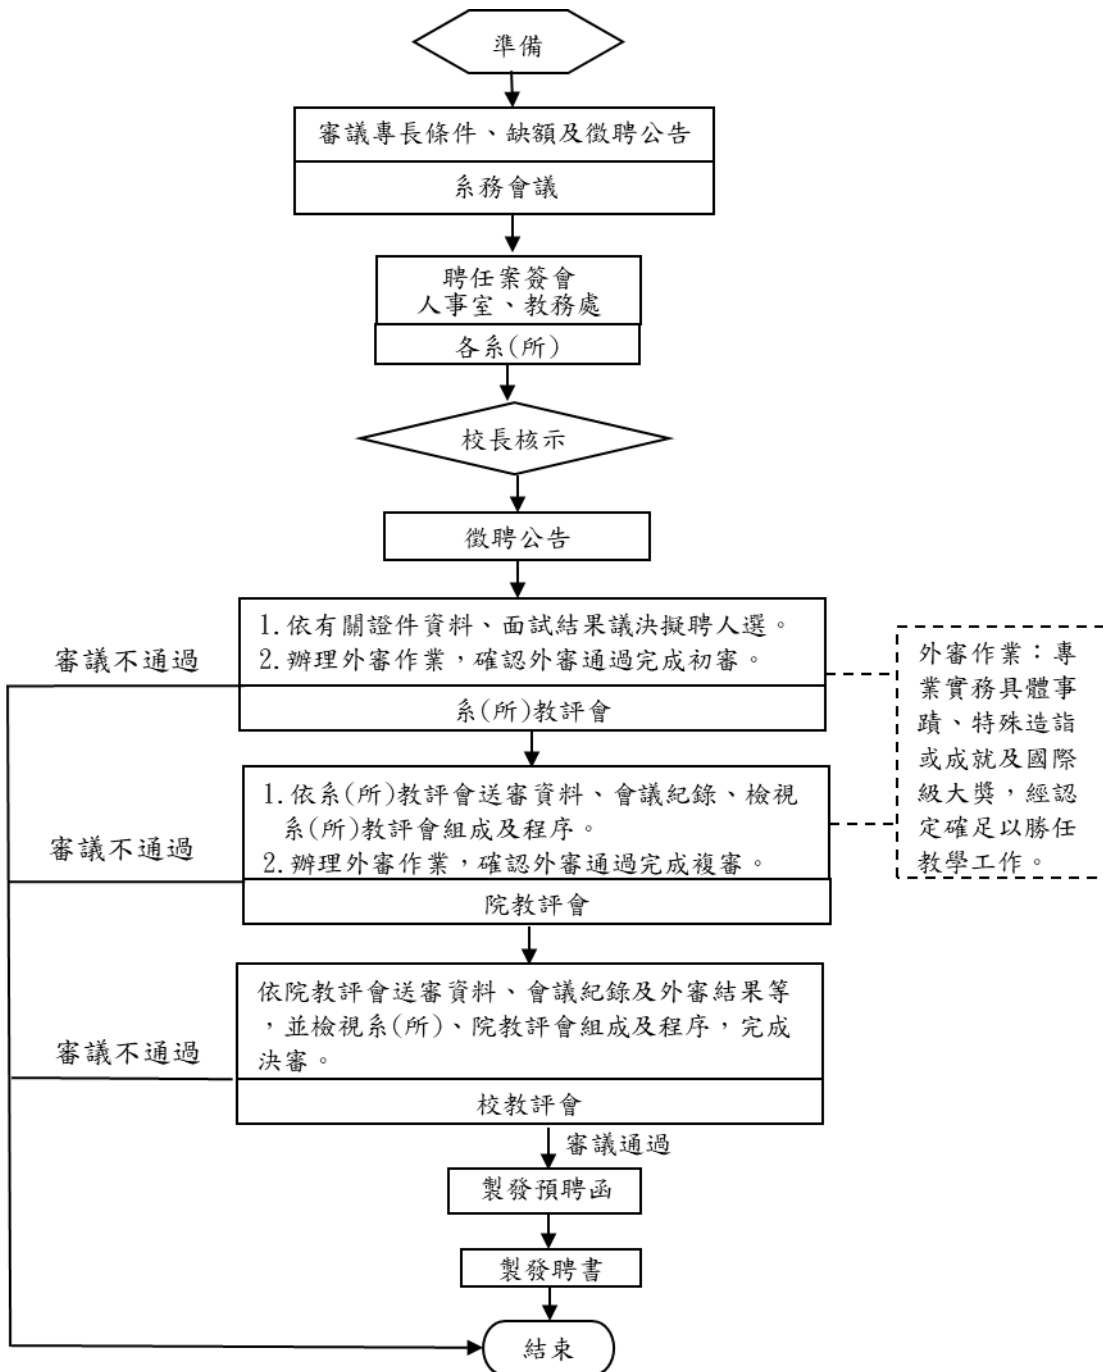 準備
審議專長條件、缺額及徵聘公告
系務會議
聘任案簽會
人事室、教務處
各系(所)
校長核示
徵聘公告
1.依有關證件資料、面試結果議決擬聘人選。
2.辦理外審作業，確認外審通過完成初審。
系(所)教評會
審議不通過
外審作業：專
業實務具體事
蹟、特殊造詣
或成就及國際
級大獎，經認
定確足以勝任
教學工作。
1.依系(所)教評會送審資料、會議紀錄、檢視
系(所)教評會組成及程序。
2.辦理外審作業，確認外審通過完成複審。
院教評會
審議不通過
依院教評會送審資料、會議紀錄及外審結果等
，並檢視系(所)、院教評會組成及程序，完成
決審。
校教評會
審議不通過
審議通過
製發預聘函
製發聘書
結束